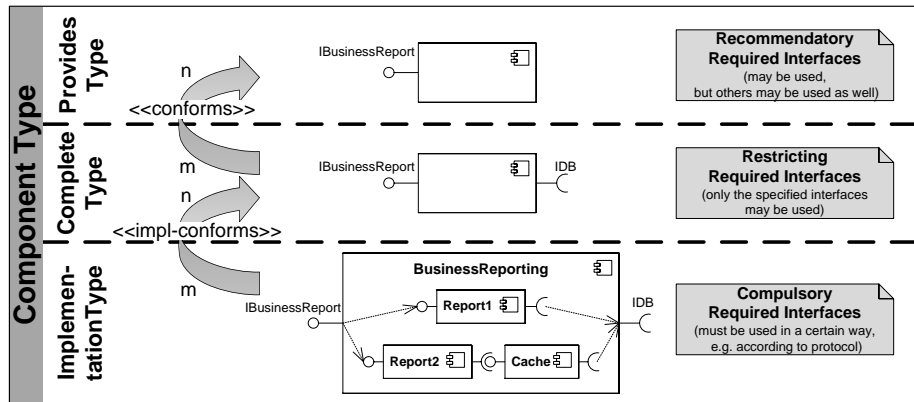 Component Type
Provides
Type
n
<<conforms>>
IBusinessReport
Recommendatory
Required Interfaces
(may be used,
but others may be used as well)
Complete
Type
m
n
<<impl-conforms>>
IBusinessReport
IDB
Restricting
Required Interfaces
(only the specified interfaces
may be used)
Implemen-
tationType
m
IBusinessReport
BusinessReporting
Report1
Report2
Cache
IDB
Compulsory
Required Interfaces
(must be used in a certain way,
e.g. according to protocol)